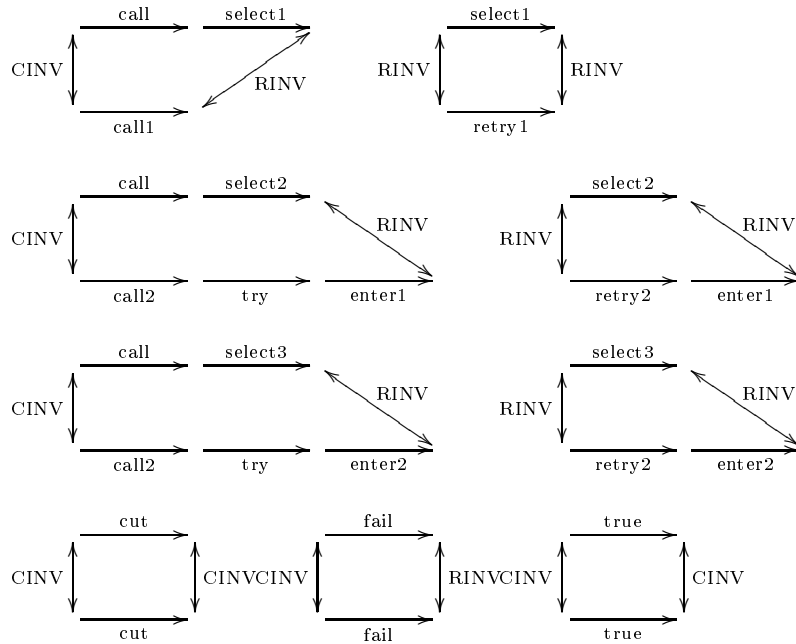 call select1 select1
CINV RINV RINV RINV
call1 retry1
call select2 select2
CINV RINV RINV RINV
call2 try enter1 retry2 enter1
call select3 select3
CINV RINV RINV RINV
call2 try enter2 retry2 enter2
cut fail true
CINV CINVCINV RINVCINV CINV
cut fail true